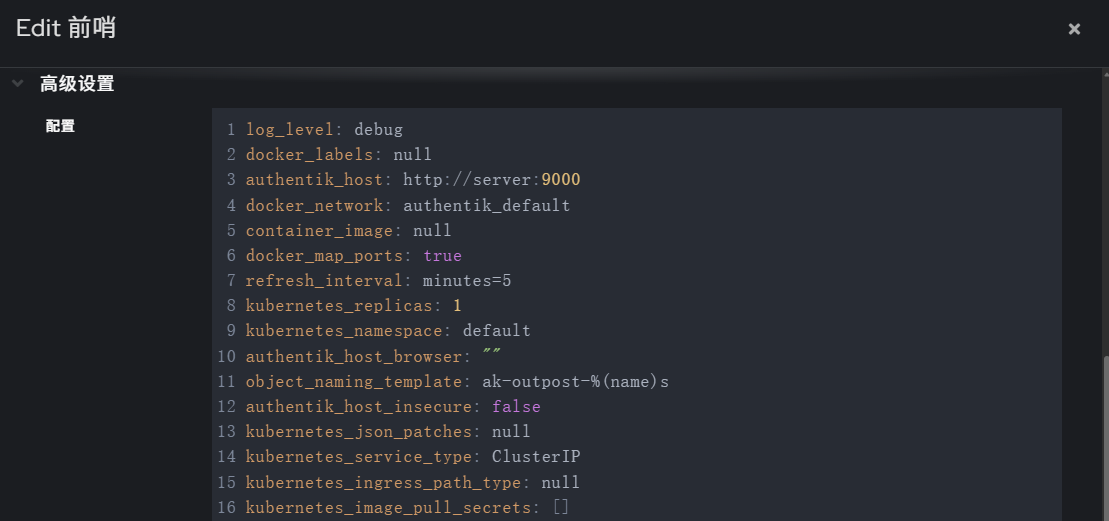 Edit 前哨
高级设置
配置
1 log_level: debug
2 docker_labels: null
3 authentik_host: http://server:9000
4 docker_network: authentik_default
5 container_image: null
6 docker_map_ports: true
7 refresh_interval: minutes=5
8 kubernetes_replicas: 1
9 kubernetes_namespace: default
10 authentik_host_browser: ""
11 object_naming_template: ak-outpost-%(name)s
12 authentik_host_insecure: false
13 kubernetes_json_patches: null
14 kubernetes_service_type: ClusterIP
15 kubernetes_ingress_path_type: null
16 kubernetes_image_pull_secrets: []